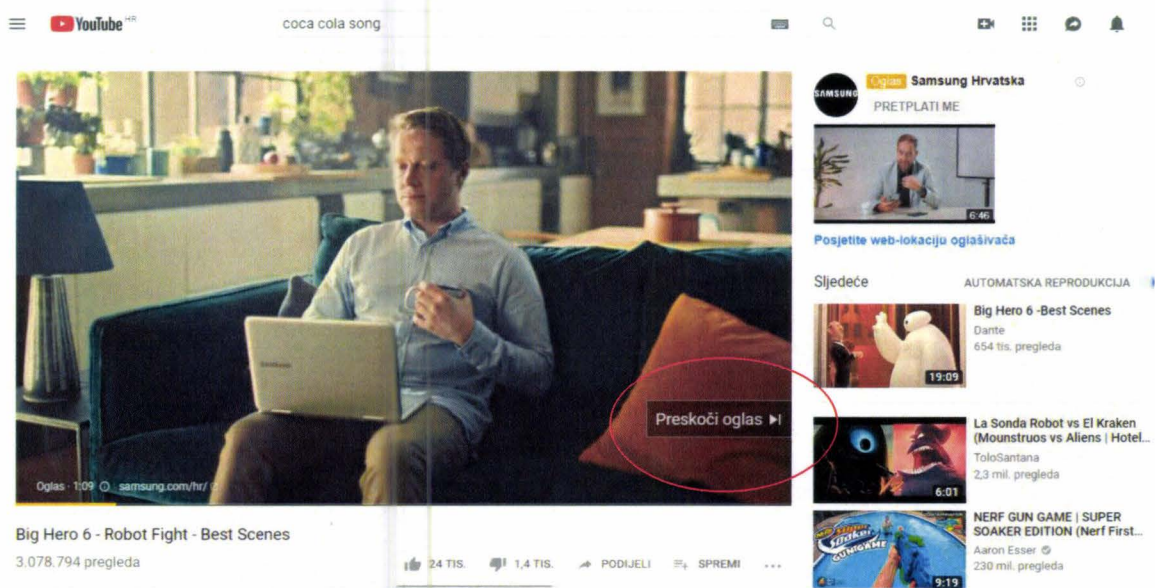 YouTube HR
coca cola song
Preskoči oglas
Oglas · 1:09 samsung.com/hr/
Big Hero 6 - Robot Fight - Best Scenes
3.078.794 pregleda
24 TIS. 1,4 TIS. PODIJELI SPREMI
SAMSUNG
Oglas Samsung Hrvatska
PRETPLATI ME
6:46
Posjetite web-lokaciju oglašivača
Sljedeće AUTOMATSKA REPRODUKCIJA
Big Hero 6 -Best Scenes
Dante
654 tis. pregleda
19:09
La Sonda Robot vs El Kraken
(Mounstruos vs Aliens | Hotel...
ToloSantana
2,3 mil. pregleda
6:01
NERF GUN GAME | SUPER
SOAKER EDITION (Nerf First...
Aaron Esser
230 mil. pregleda
Soaker
GUN GAME
9:19